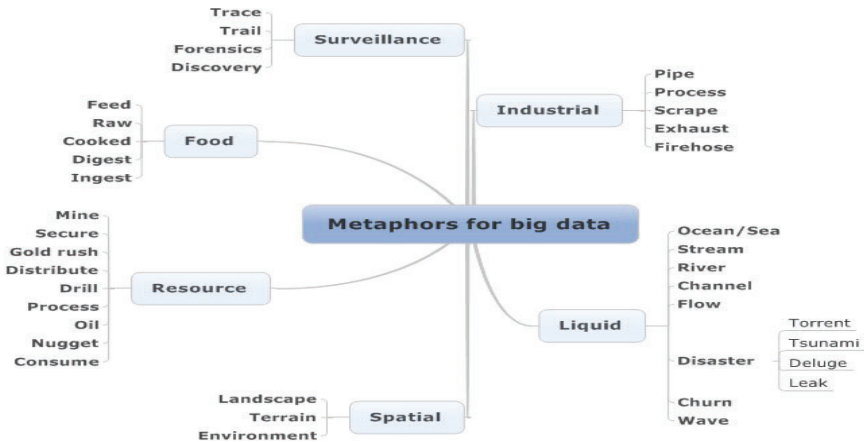 Metaphors for big data
Surveillance
Trace
Trail
Forensics
Discovery
Food
Feed
Raw
Cooked
Digest
Ingest
Resource
Mine
Secure
Gold rush
Distribute
Drill
Process
Oil
Nugget
Consume
Spatial
Landscape
Terrain
Environment
Industrial
Pipe
Process
Scrape
Exhaust
Firehose
Liquid
Ocean/Sea
Stream
River
Channel
Flow
Disaster
Torrent
Tsunami
Deluge
Leak
Churn
Wave